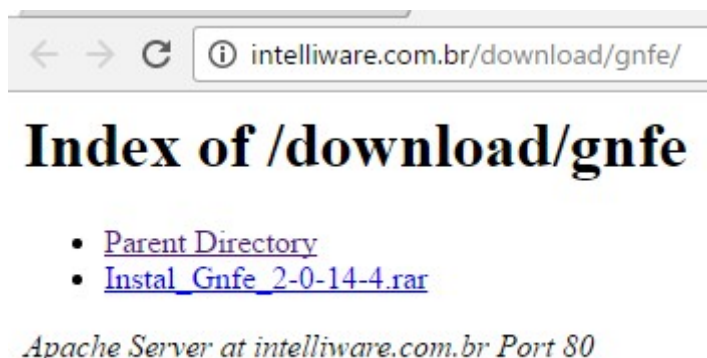 intelliware.com.br/download/gnfe/
Index of /download/gnfe
Parent Directory
Instal_Gnfe_2-0-14-4.rar
Apache Server at intelliware.com.br Port 80